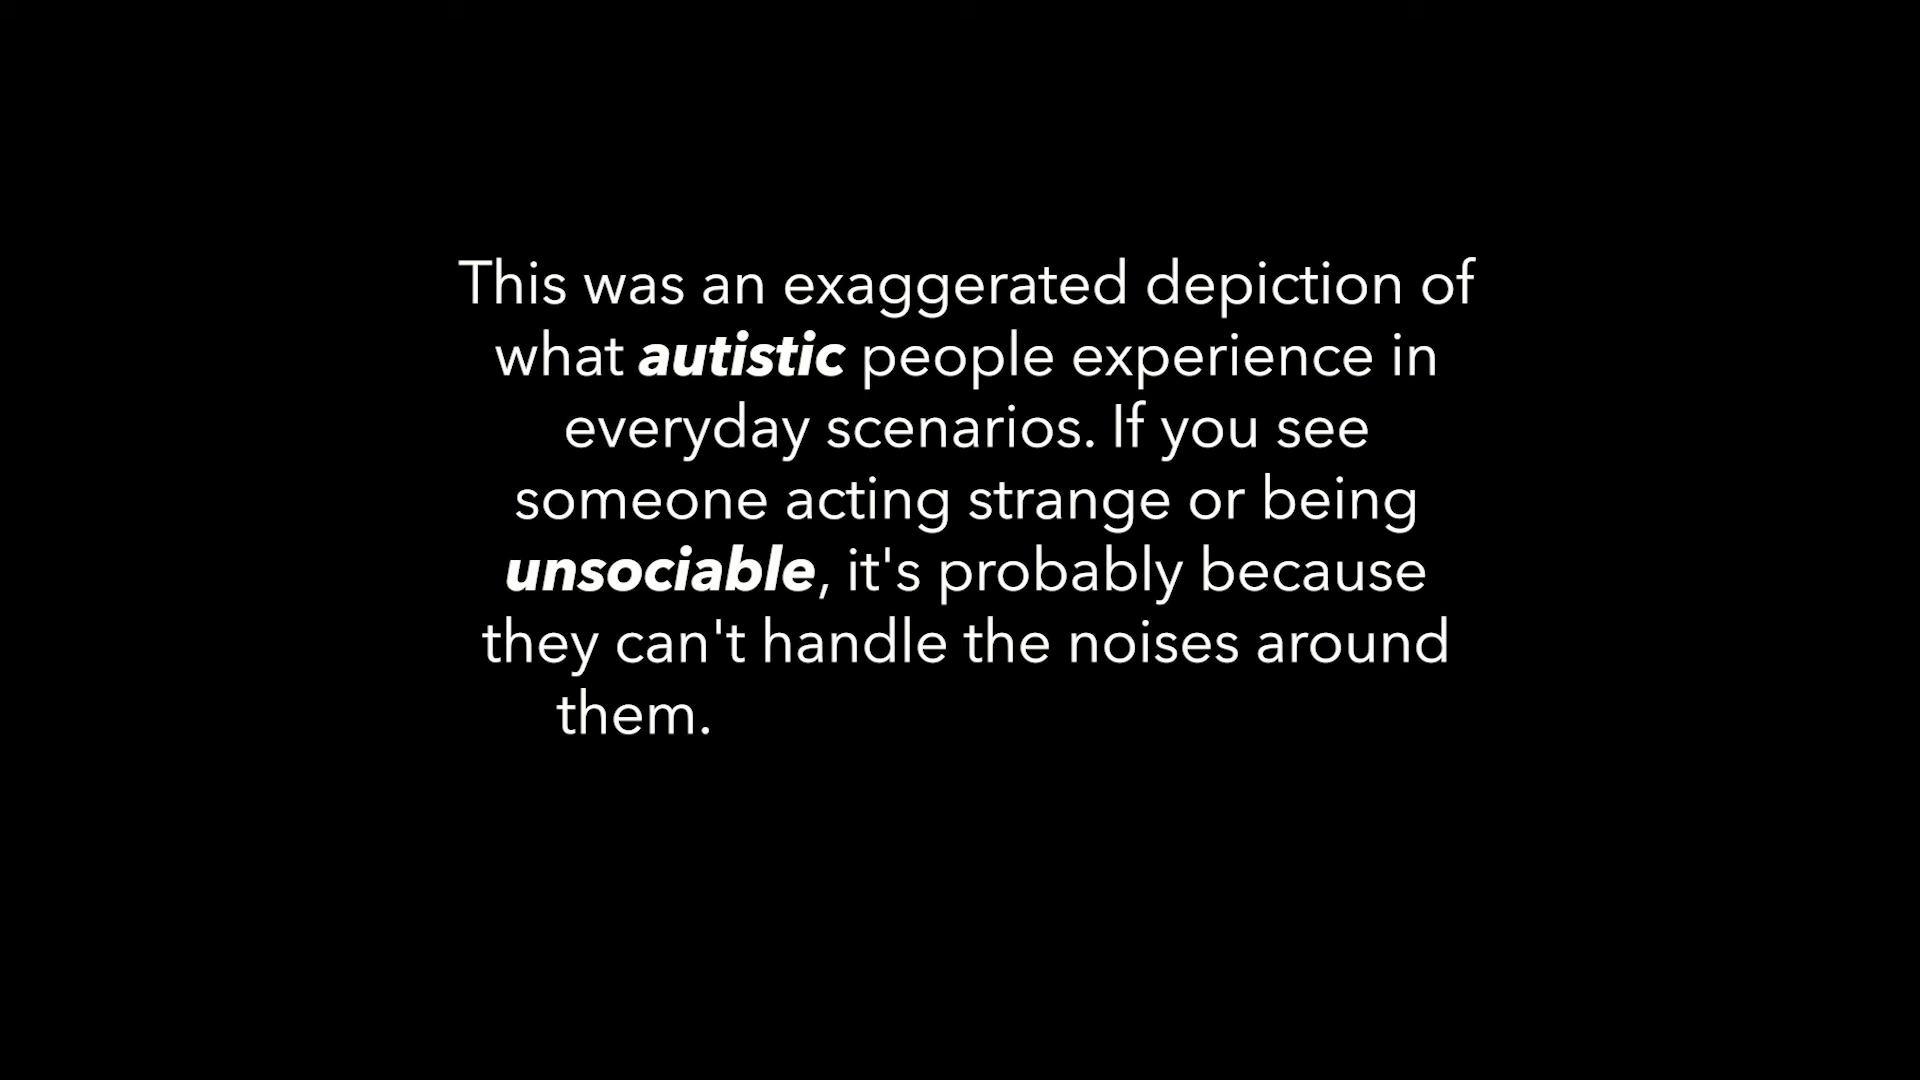 This was an exaggerated depiction of
what autistic people experience in
everyday scenarios. If you see
someone acting strange or being
unsociable, it's probably because
they can't handle the noises around
them.